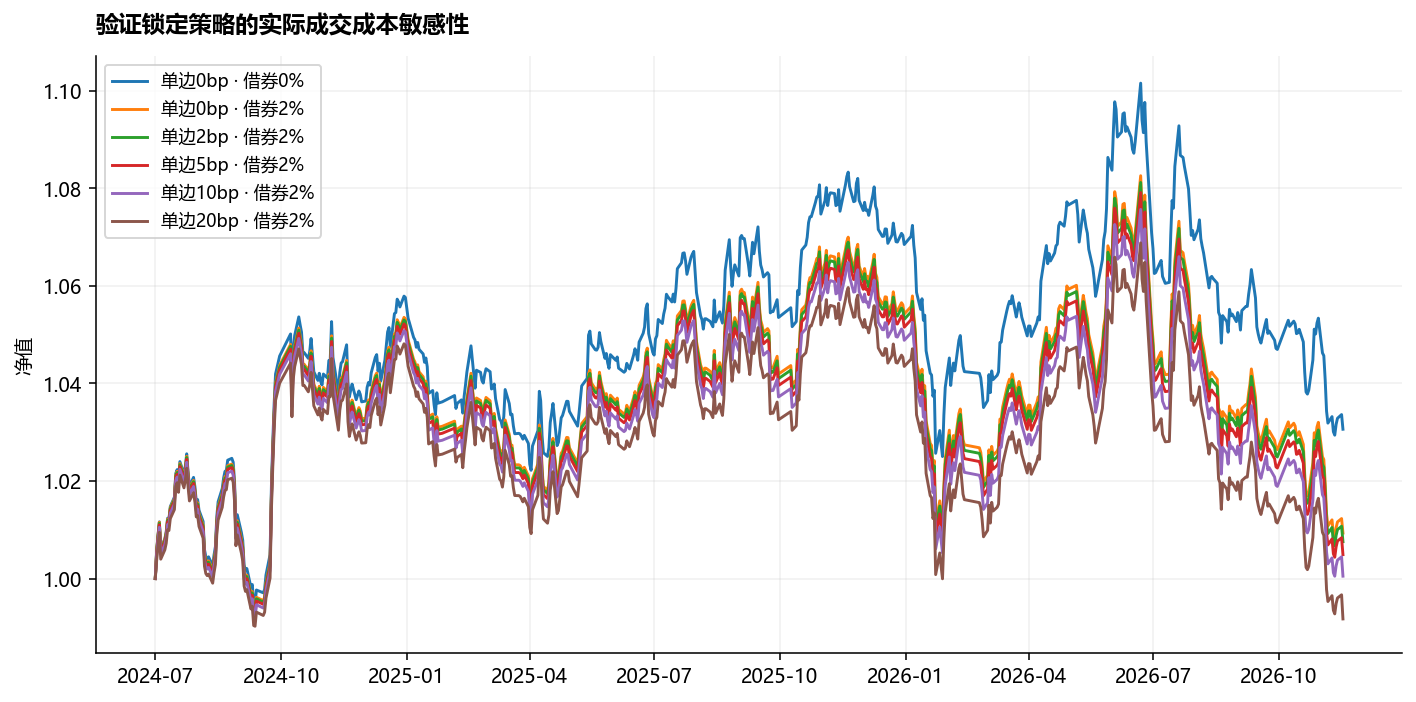 验证锁定策略的实际成交成本敏感性
单边0bp · 借券0%
单边0bp · 借券2%
单边2bp · 借券2%
单边5bp · 借券2%
单边10bp · 借券2%
单边20bp · 借券2%
净值
1.10
1.08
1.06
1.04
1.02
1.00
2024-07 2024-10 2025-01 2025-04 2025-07 2025-10 2026-01 2026-04 2026-07 2026-10